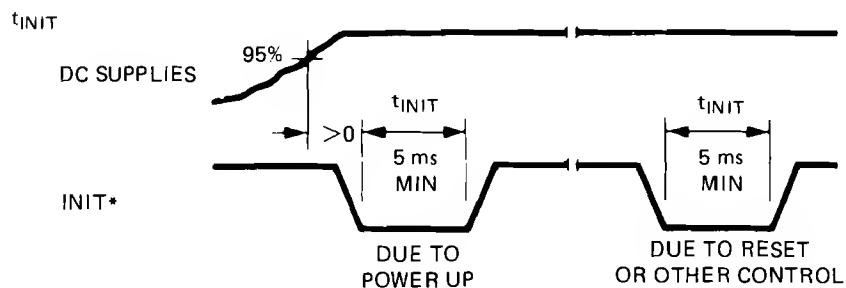 tINIT
95%
DC SUPPLIES
>0
tINIT
5 ms
MIN
tINIT
5 ms
MIN
INIT*
DUE TO
POWER UP
DUE TO RESET
OR OTHER CONTROL